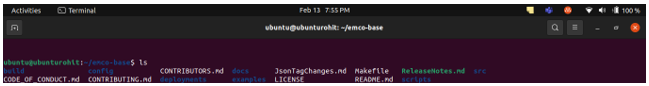 Activities Terminal Feb 13 7:55 PM 100 %
ubuntu@ubunturohit: ~/emco-base
ubuntu@ubunturohit:~/emco-base$ ls
build config CONTRIBUTORS.md docs JsonTagChanges.md Makefile ReleaseNotes.md src
CODE_OF_CONDUCT.md CONTRIBUTING.md deployments examples LICENSE README.md scripts